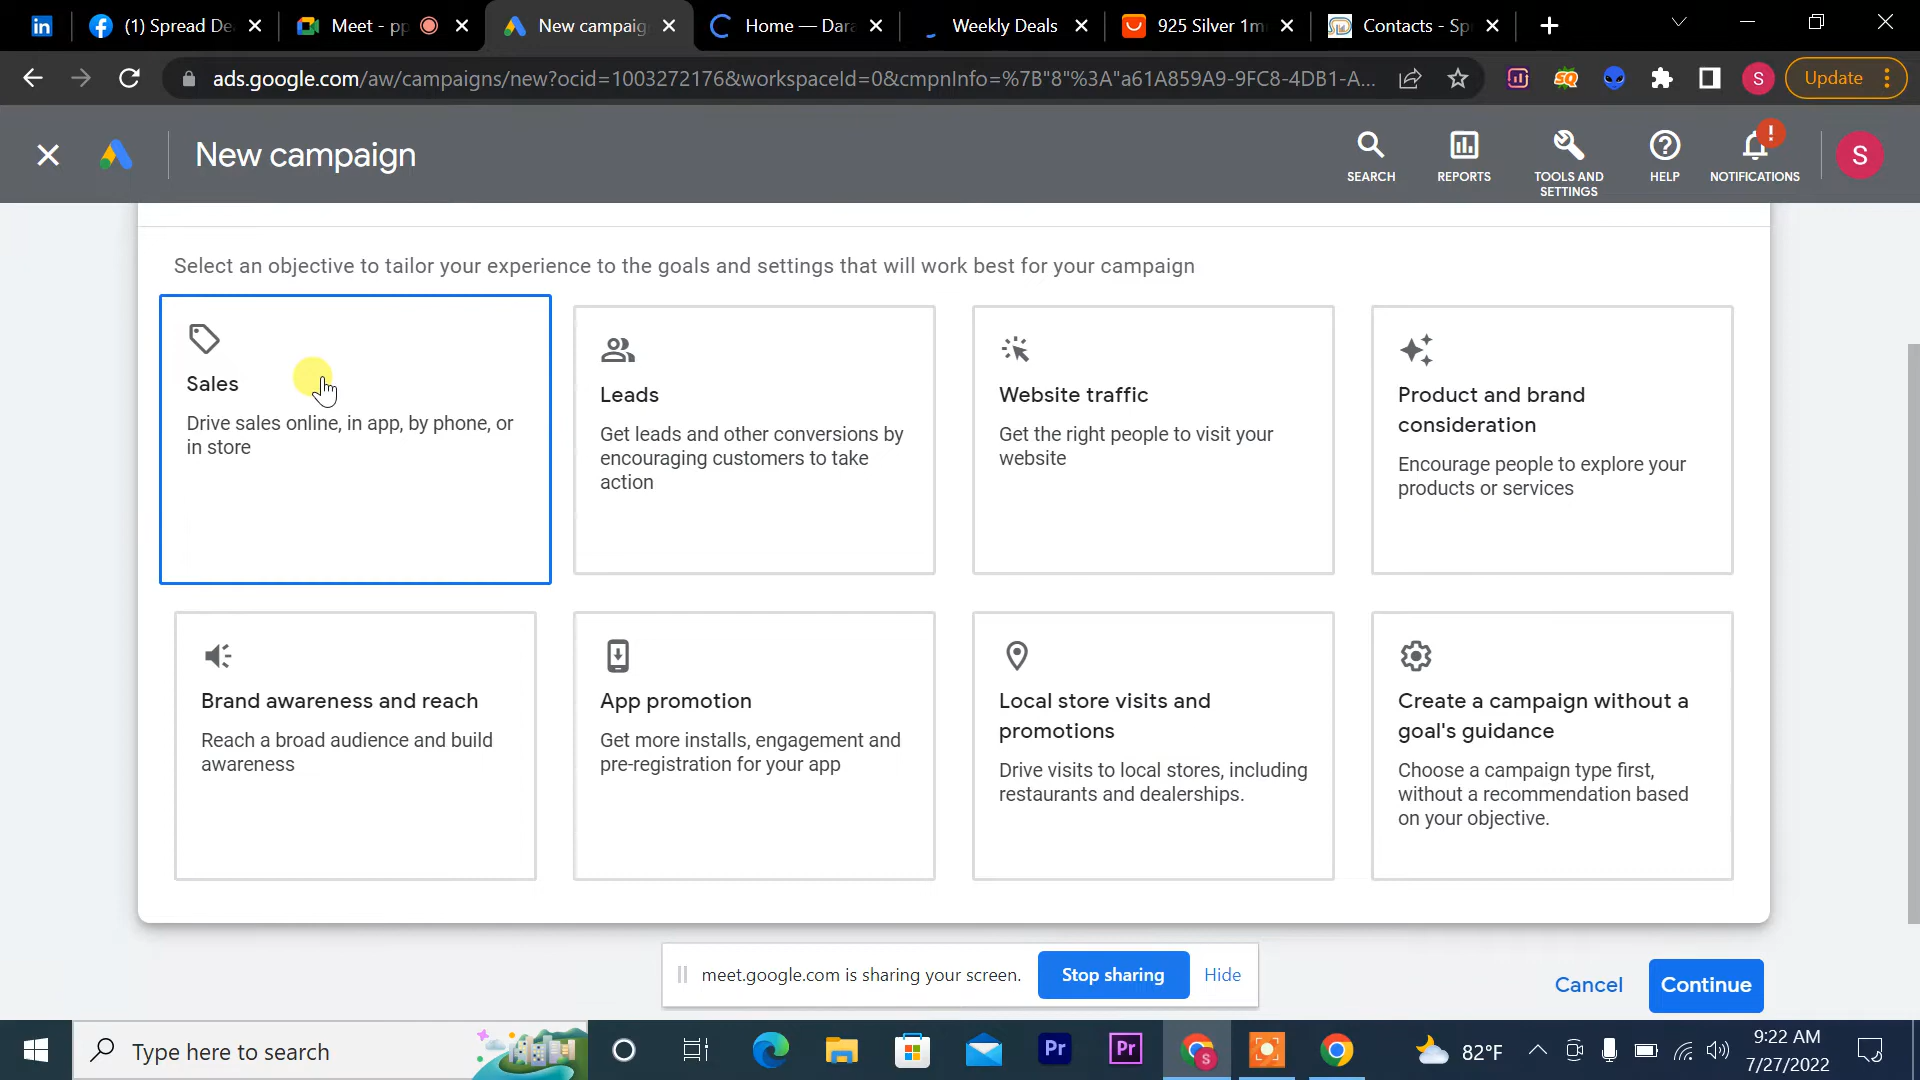 (1) Spread De
Meet - pp
New campaig
Home — Dara
Weekly Deals
925 Silver 1m
Contacts - Sp
ads.google.com/aw/campaigns/new?ocid=1003272176&workspaceId=0&cmpnInfo=%7B"8"%3A"a61A859A9-9FC8-4DB1-A...
S
Update
New campaign
SEARCH
REPORTS
TOOLS AND
SETTINGS
HELP
NOTIFICATIONS
S
Select an objective to tailor your experience to the goals and settings that will work best for your campaign
Sales
Drive sales online, in app, by phone, or
in store
Leads
Get leads and other conversions by
encouraging customers to take
action
Website traffic
Get the right people to visit your
website
Product and brand
consideration
Encourage people to explore your
products or services
Brand awareness and reach
Reach a broad audience and build
awareness
App promotion
Get more installs, engagement and
pre-registration for your app
Local store visits and
promotions
Drive visits to local stores, including
restaurants and dealerships.
Create a campaign without a
goal's guidance
Choose a campaign type first,
without a recommendation based
on your objective.
meet.google.com is sharing your screen.
Stop sharing
Hide
Cancel
Continue
Type here to search
Pr
Pr
S
82°F
9:22 AM
7/27/2022